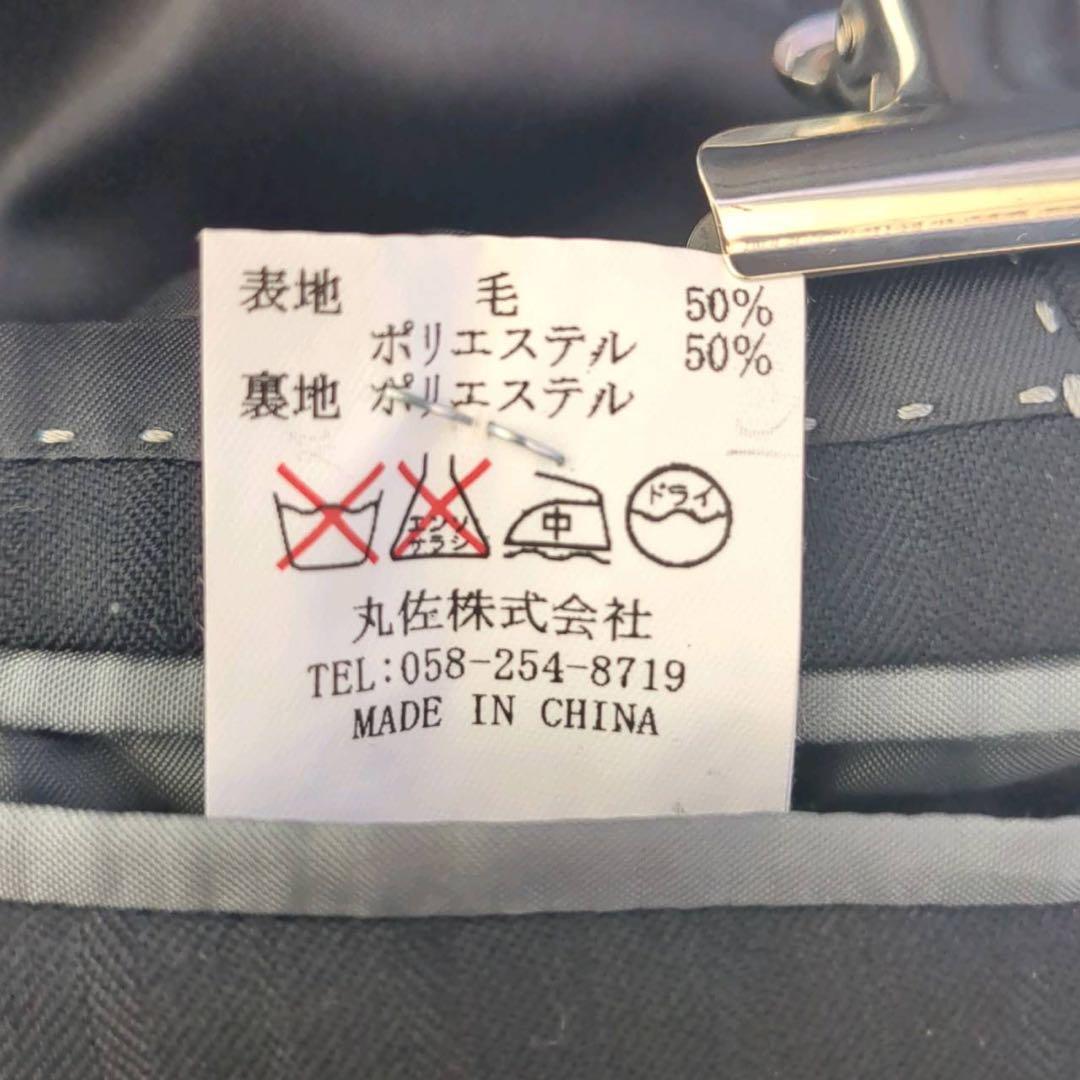 表地 毛 50%
ポリエステル 50%
裏地 ポリエステル
エンソ
サラシ
中
ドライ
丸佐株式会社
TEL:058-254-8719
MADE IN CHINA